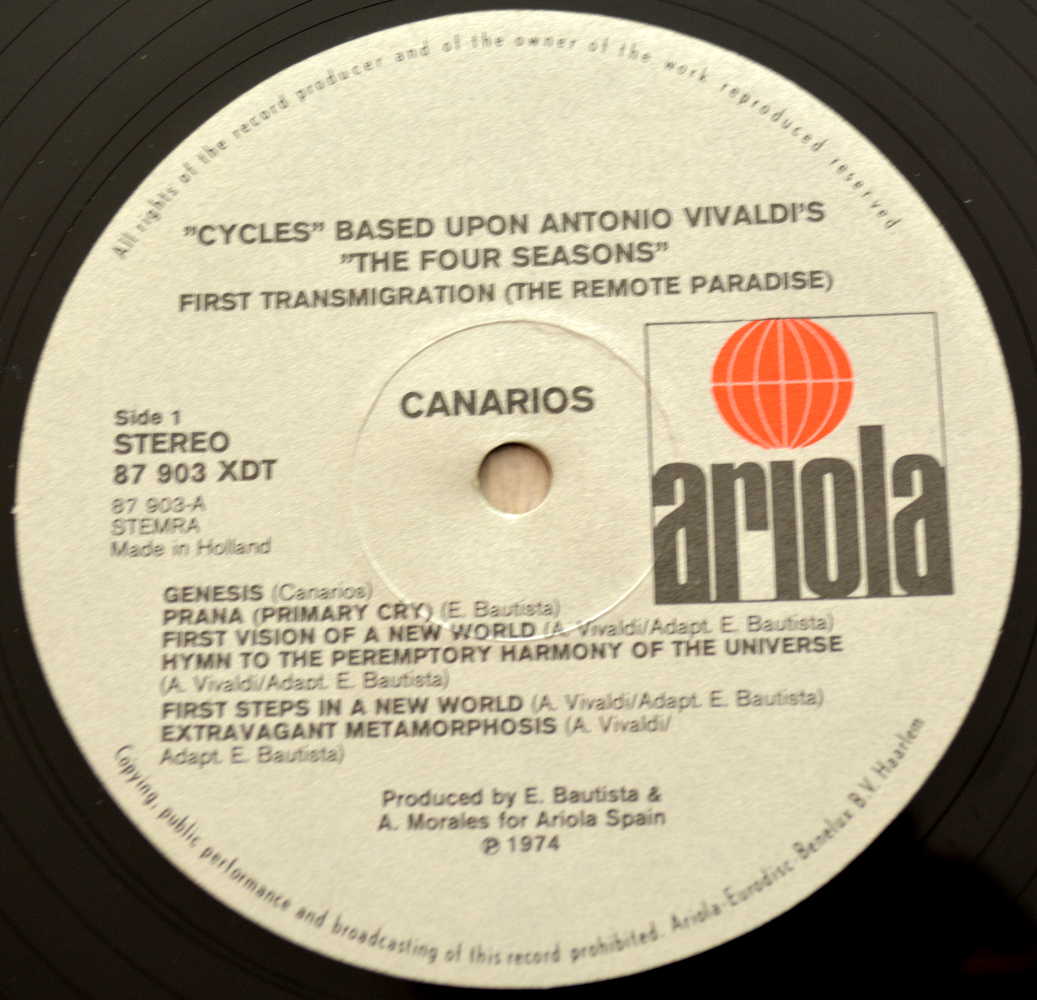 All rights of the record producer and of the owner of the work reproduced reserved
"CYCLES" BASED UPON ANTONIO VIVALDI'S
"THE FOUR SEASONS"
FIRST TRANSMIGRATION (THE REMOTE PARADISE)
CANARIOS
ariola
Side 1
STEREO
87 903 XDT
87 903-A
STEMRA
Made in Holland
GENESIS (Canarios)
PRANA (PRIMARY CRY) (E. Bautista)
FIRST VISION OF A NEW WORLD (A. Vivaldi/Adapt. E. Bautista)
HYMN TO THE PEREMPTORY HARMONY OF THE UNIVERSE
(A. Vivaldi/Adapt. E. Bautista)
FIRST STEPS IN A NEW WORLD (A. Vivaldi/Adapt. E. Bautista)
EXTRAVAGANT METAMORPHOSIS (A. Vivaldi/
Adapt. E. Bautista)
Produced by E. Bautista &
A. Morales for Ariola Spain
℗ 1974
Copying, public performance and broadcasting of this record prohibited. Ariola-Eurodisc-Benelux B.V. Haarlem